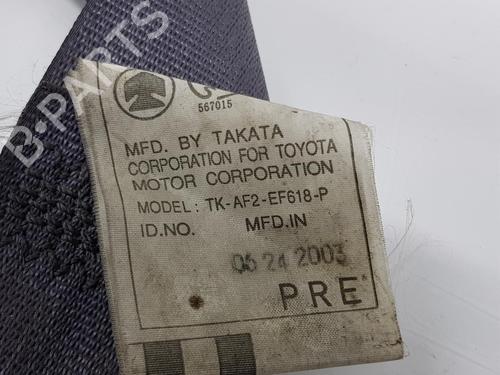 B-PARTS
567015
MFD. BY TAKATA
CORPORATION FOR TOYOTA
MOTOR CORPORATION
MODEL: TK-AF2-EF618-P
ID.NO. MFD.IN
06 24 2003
PRE
B-PARTS